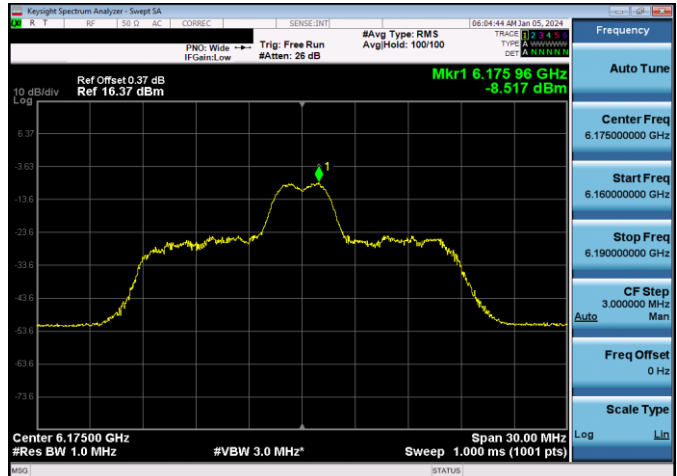 Keysight Spectrum Analyzer - Swept SA
R T RF 50 Ω AC CORREC SENSE:INT 06:04:44 AM Jan 05, 2024
Frequency
#Avg Type: RMS
TRACE 1 2 3 4 5 6
PNO: Wide Trig: Free Run Avg|Hold: 100/100
TYPE A WWWWW
IFGain:Low #Atten: 26 dB
DET A N N N N N
Auto Tune
Mkr1 6.175 96 GHz
-8.517 dBm
Ref Offset 0.37 dB
10 dB/div Ref 16.37 dBm
Log
6.37
-3.63
-13.6
-23.6
-33.6
-43.6
-53.6
-63.6
-73.6
1
Center Freq
6.175000000 GHz
Start Freq
6.160000000 GHz
Stop Freq
6.190000000 GHz
CF Step
3.000000 MHz
Auto Man
Freq Offset
0 Hz
Scale Type
Log Lin
Center 6.17500 GHz Span 30.00 MHz
#Res BW 1.0 MHz #VBW 3.0 MHz* Sweep 1.000 ms (1001 pts)
MSG STATUS